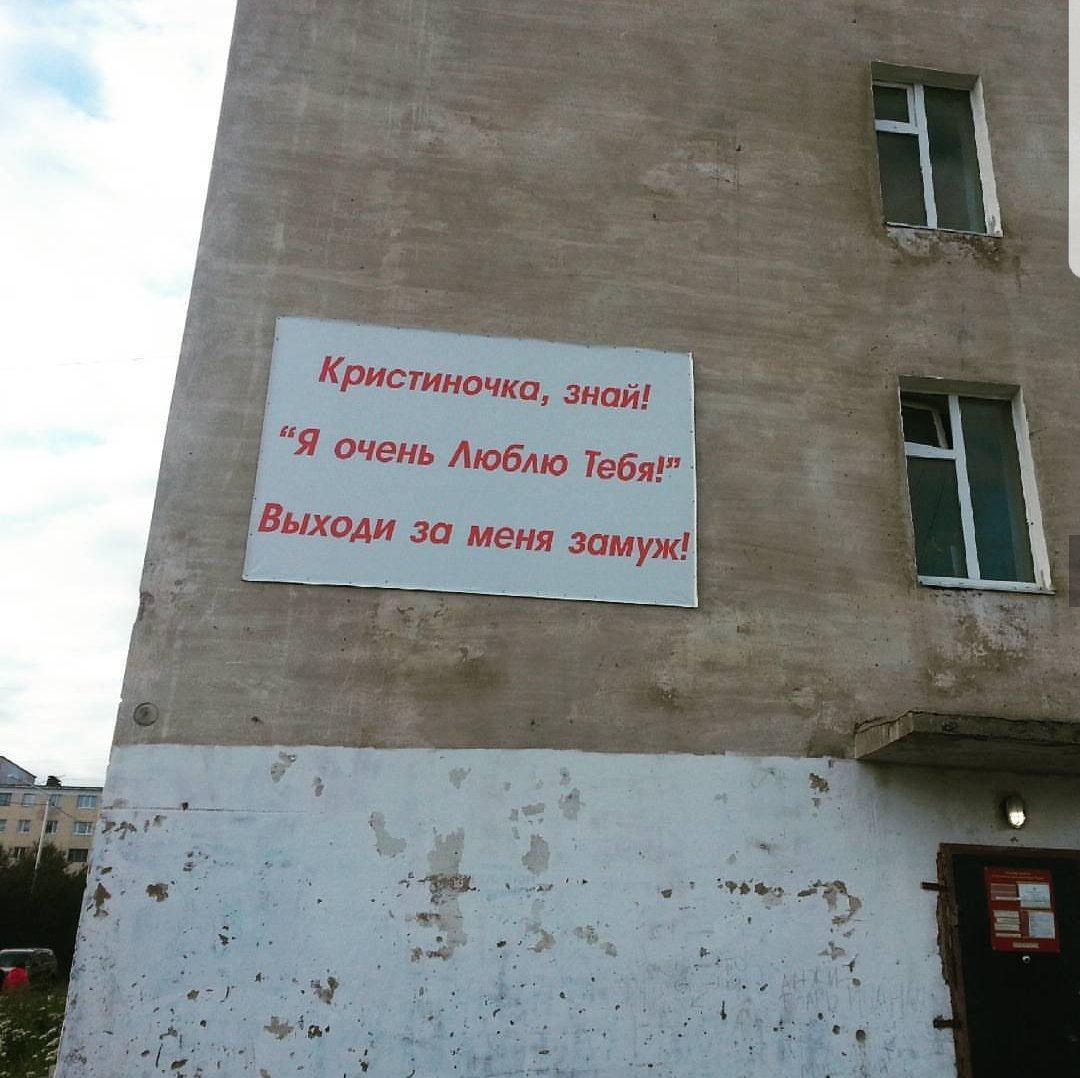 Кристиночка, знай!
“Я очень Люблю Тебя!”
Выходи за меня замуж!